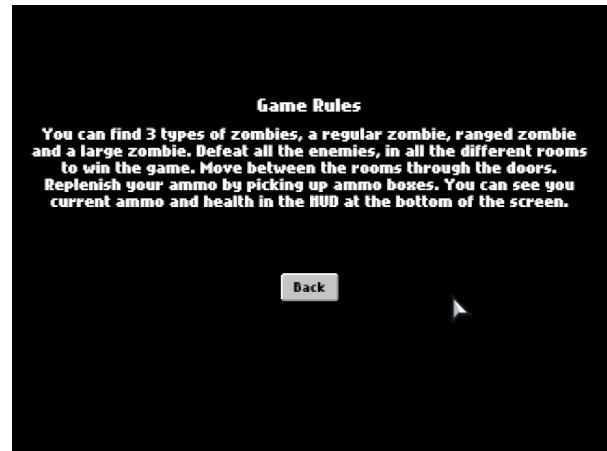 Game Rules
You can find 3 types of zombies, a regular zombie, ranged zombie
and a large zombie. Defeat all the enemies, in all the different rooms
to win the game. Move between the rooms through the doors.
Replenish your ammo by picking up ammo boxes. You can see you
current ammo and health in the HUD at the bottom of the screen.
Back